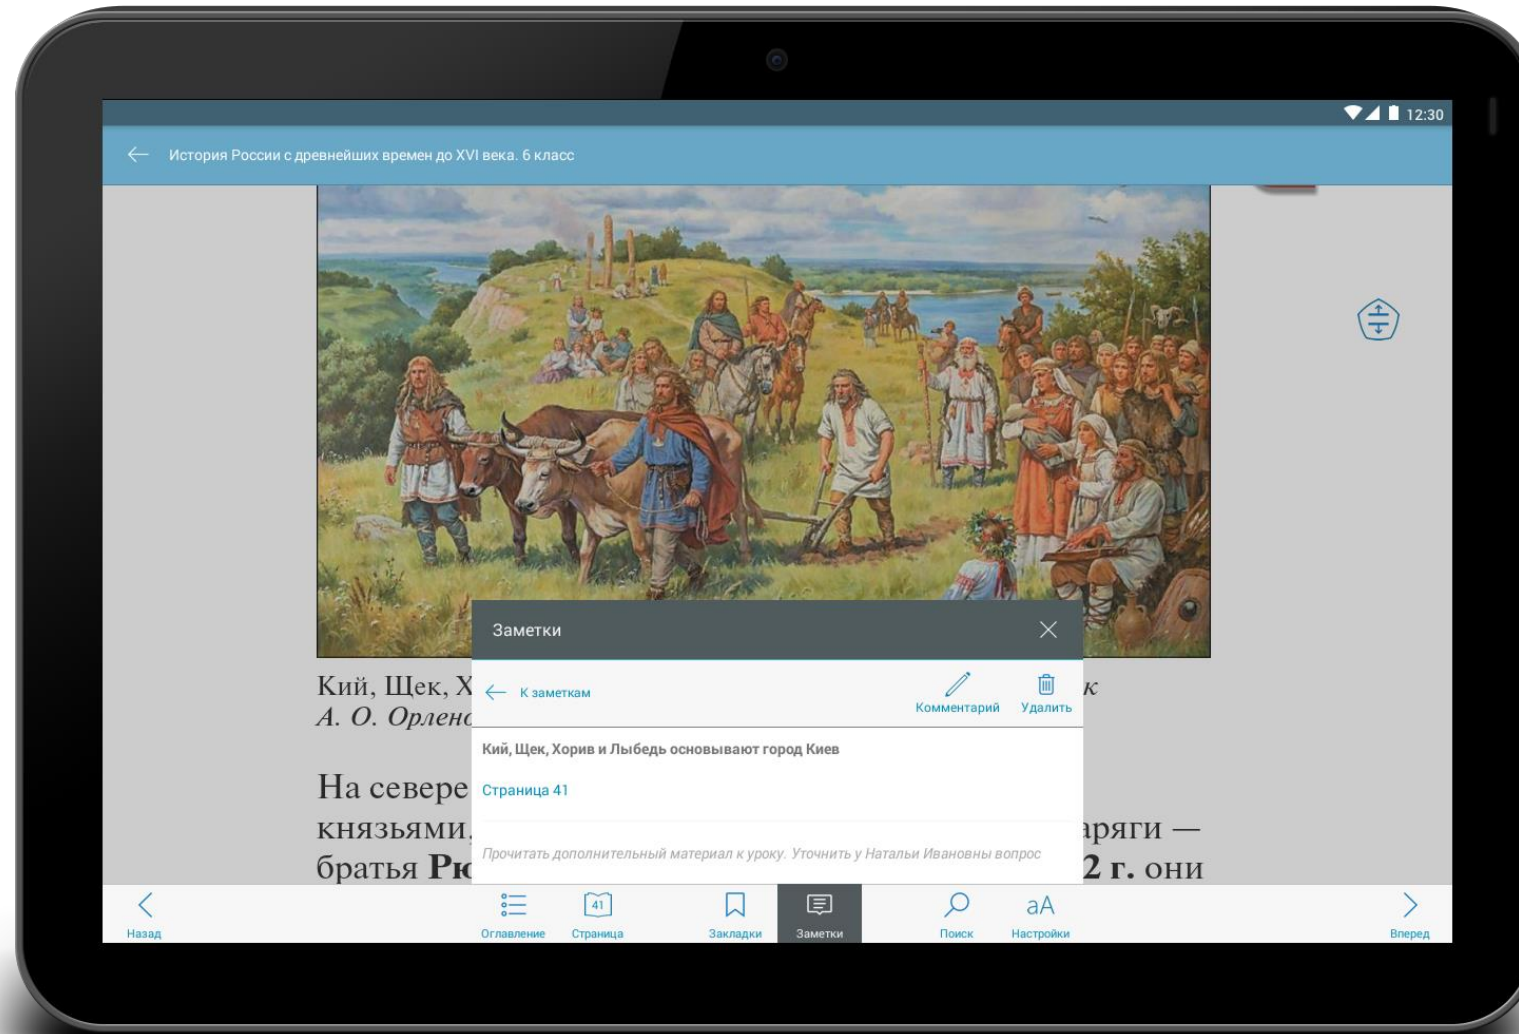 12:30
История России с древнейших времен до XVI века. 6 класс
Заметки
К заметкам
Комментарий
Удалить
Кий, Щек, Хорив и Лыбедь основывают город Киев
Страница 41
Прочитать дополнительный материал к уроку. Уточнить у Натальи Ивановны вопрос
Кий, Щек, Х
к
А. О. Орлено
На севере
князьями,
аряги —
братья Рю
2 г. они
Назад
Оглавление
41
Страница
Закладки
Заметки
Поиск
аА
Настройки
Вперед